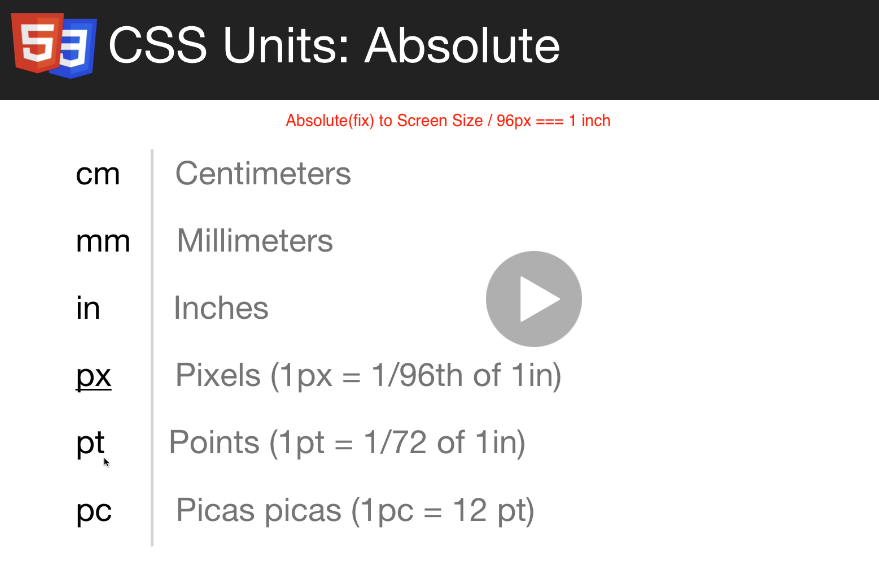 5 3 CSS Units: Absolute
Absolute(fix) to Screen Size / 96px === 1 inch
cm Centimeters
mm Millimeters
in Inches
px Pixels (1px = 1/96th of 1in)
pt Points (1pt = 1/72 of 1in)
pc Picas picas (1pc = 12 pt)